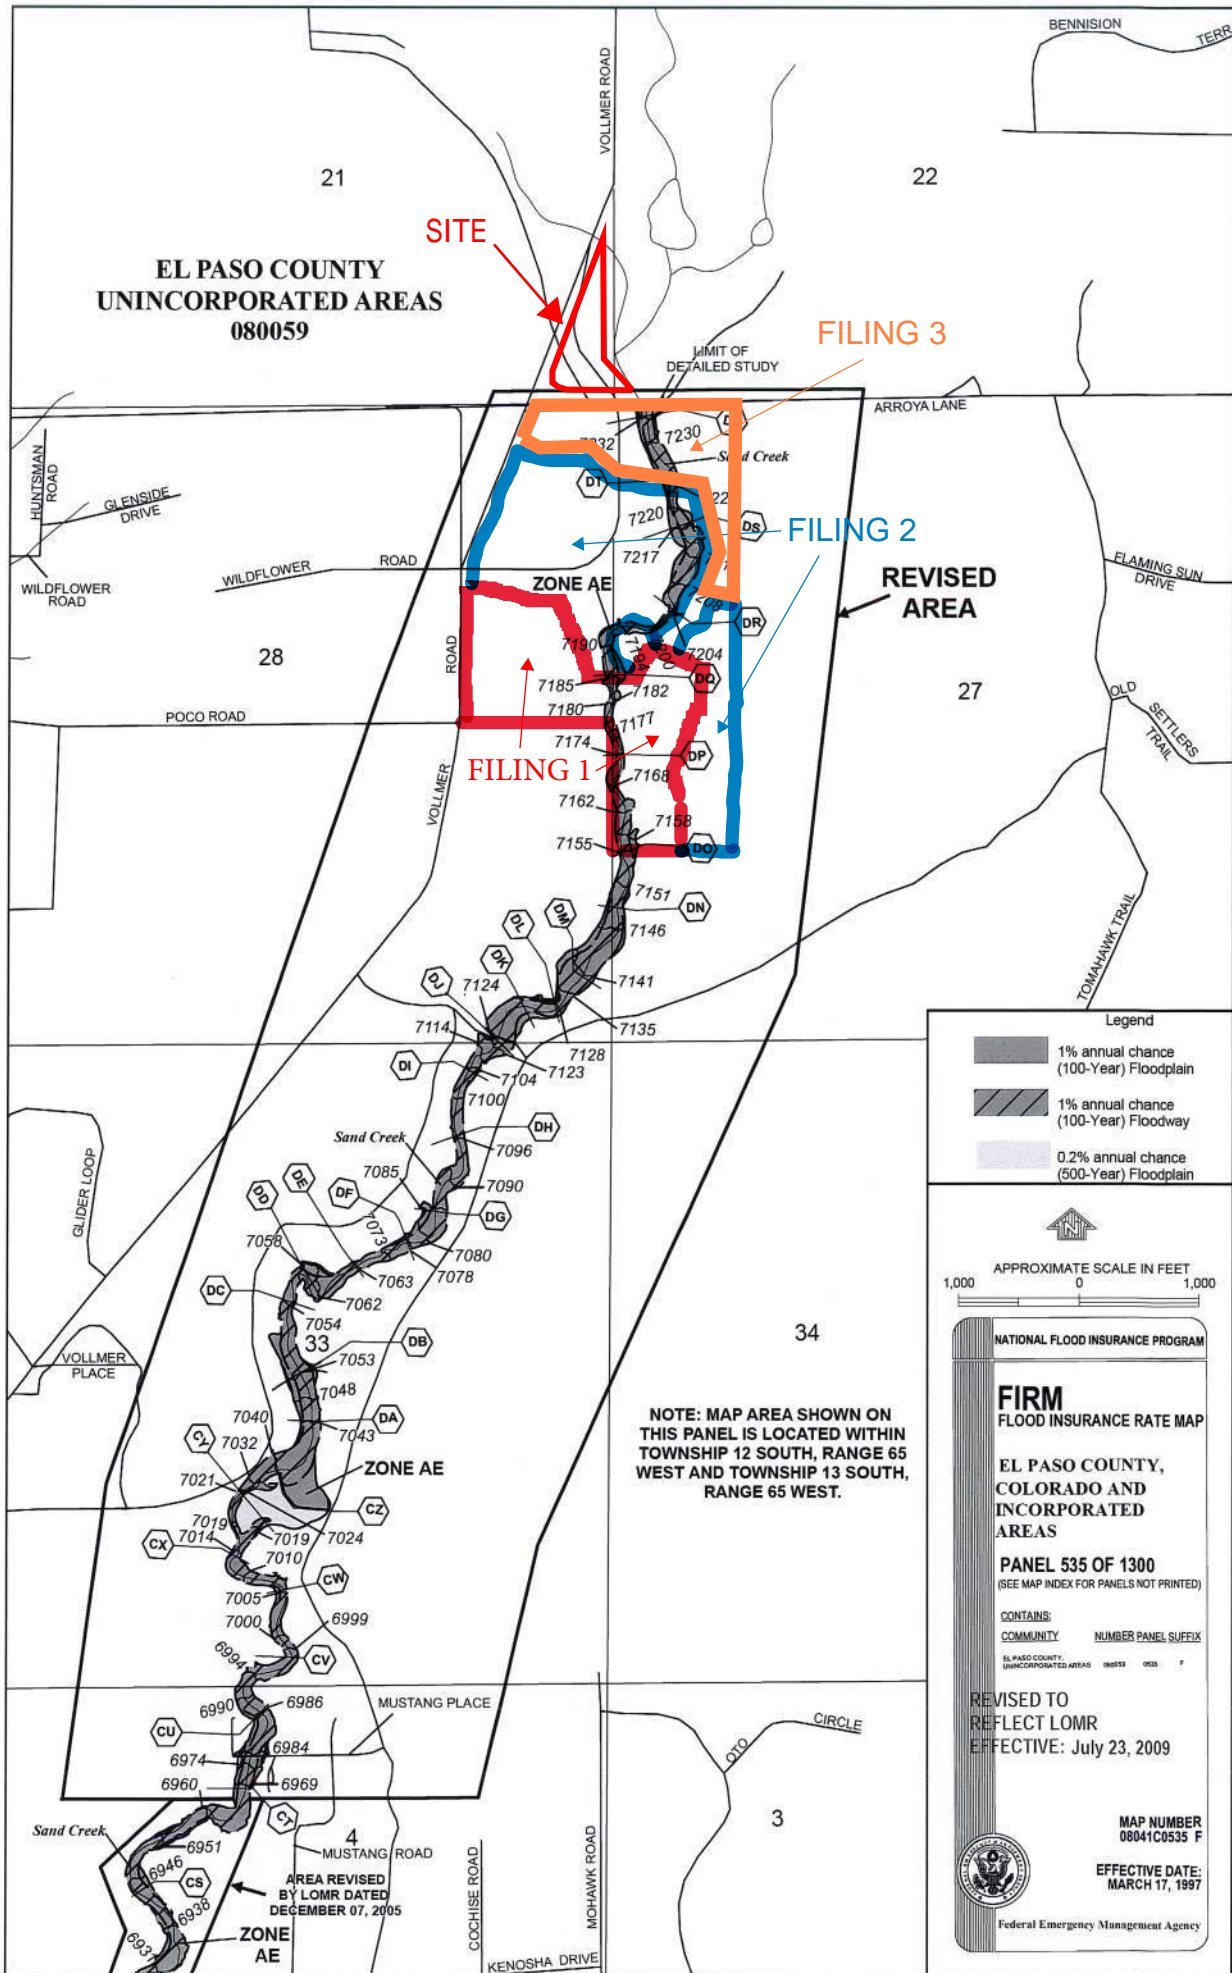 BENNISION
TERR
VOLLMER ROAD
21
22
SITE
EL PASO COUNTY
UNINCORPORATED AREAS
080059
FILING 3
LIMIT OF
DETAILED STUDY
ARROYA LANE
7232
7230
Sand Creek
HUNTSMAN
ROAD
GLENSIDE
DRIVE
DT
7220
DS
FILING 2
7217
WILDFLOWER
ROAD
WILDFLOWER
ROAD
ZONE AE
REVISED
AREA
FLAMING SUN
DRIVE
7208
DR
7190
7194
7200
7204
28
ROAD
7185
7182
DQ
27
7180
7177
POCO ROAD
OLD
SETTLERS
TRAIL
7174
DP
FILING 1
7168
VOLLMER
7162
7158
7155
DO
7151
DN
7146
DM
DL
DK
DJ
7124
7141
TOMAHAWK TRAIL
7114
7135
7128
7123
DI
7104
7100
DH
Sand Creek
7096
7085
7090
DF
DE
DD
DG
7073
7080
7078
7058
7063
7062
DC
7054
33
34
DB
7053
7048
GLIDER LOOP
VOLLMER
PLACE
7040
DA
7043
CY
7032
ZONE AE
7021
CZ
7019
7019
7024
7014
CX
7010
CW
7005
7000
6999
6994
CV
6990
6986
MUSTANG PLACE
CU
6984
6974
6960
6969
CT
Sand Creek
4
MUSTANG ROAD
6951
6946
CS
AREA REVISED
BY LOMR DATED
DECEMBER 07, 2005
6938
6931
ZONE
AE
COCHISE ROAD
MOHAWK ROAD
KENOSHA DRIVE
OTO
CIRCLE
3
NOTE: MAP AREA SHOWN ON
THIS PANEL IS LOCATED WITHIN
TOWNSHIP 12 SOUTH, RANGE 65
WEST AND TOWNSHIP 13 SOUTH,
RANGE 65 WEST.
Legend
1% annual chance
(100-Year) Floodplain
1% annual chance
(100-Year) Floodway
0.2% annual chance
(500-Year) Floodplain
N
APPROXIMATE SCALE IN FEET
1,000 0 1,000
NATIONAL FLOOD INSURANCE PROGRAM
FIRM
FLOOD INSURANCE RATE MAP
EL PASO COUNTY,
COLORADO AND
INCORPORATED
AREAS
PANEL 535 OF 1300
(SEE MAP INDEX FOR PANELS NOT PRINTED)
CONTAINS:
COMMUNITY NUMBER PANEL SUFFIX
EL PASO COUNTY,
UNINCORPORATED AREAS 080059 0535 F
REVISED TO
REFLECT LOMR
EFFECTIVE: July 23, 2009
MAP NUMBER
08041C0535 F
EFFECTIVE DATE:
MARCH 17, 1997
Federal Emergency Management Agency